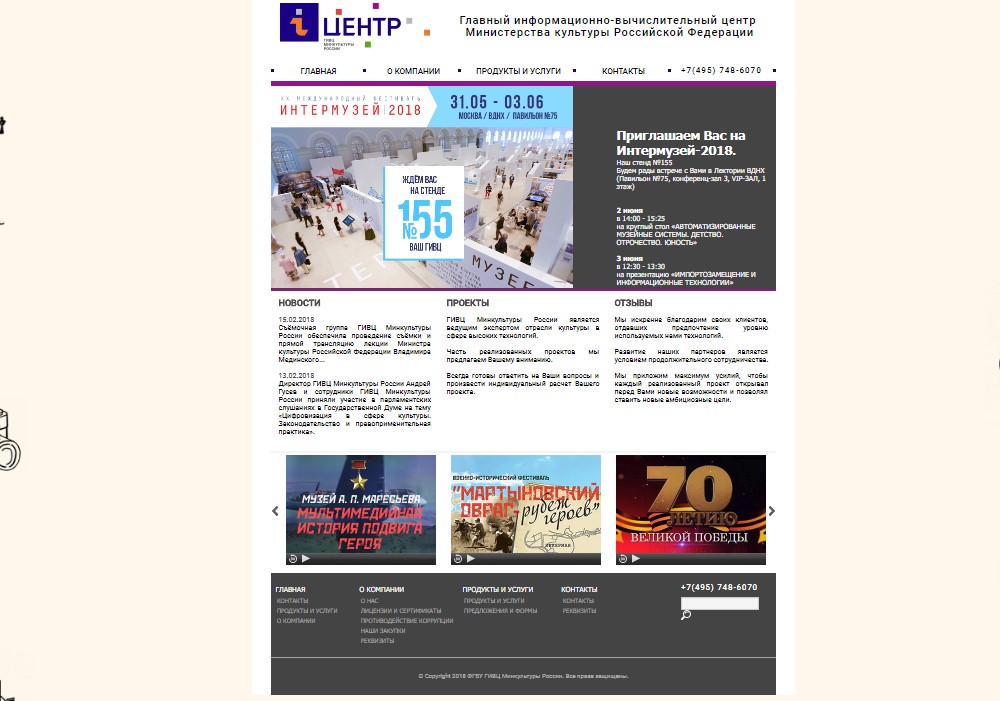 ЦЕНТР
ГИВЦ
МИНКУЛЬТУРЫ
РОССИИ
Главный информационно-вычислительный центр
Министерства культуры Российской Федерации
ГЛАВНАЯ
О КОМПАНИИ
ПРОДУКТЫ И УСЛУГИ
КОНТАКТЫ
+7(495) 748-6070
XX МЕЖДУНАРОДНЫЙ ФЕСТИВАЛЬ
ИНТЕРМУЗЕЙ 2018
31.05 - 03.06
МОСКВА / ВДНХ / ПАВИЛЬОН №75
ЖДЁМ ВАС
НА СТЕНДЕ
№155
ВАШ ГИВЦ
МУЗЕЕ
Приглашаем Вас на
Интермузей-2018.
Наш стенд №155
Будем рады встрече с Вами в Лектории ВДНХ
(Павильон №75, конференц-зал 3, VIP-ЗАЛ, 1
этаж)
2 июня
в 14:00 - 15:25
на круглый стол «АВТОМАТИЗИРОВАННЫЕ
МУЗЕЙНЫЕ СИСТЕМЫ. ДЕТСТВО.
ОТРОЧЕСТВО. ЮНОСТЬ»
3 июня
в 12:30 - 13:30
на презентацию «ИМПОРТОЗАМЕЩЕНИЕ И
ИНФОРМАЦИОННЫЕ ТЕХНОЛОГИИ»
НОВОСТИ
15.02.2018
Съёмочная группа ГИВЦ Минкультуры
России обеспечила проведение съёмки и
прямой трансляцию лекции Министра
культуры Российской Федерации Владимира
Мединского...
13.02.2018
Директор ГИВЦ Минкультуры России Андрей
Гусев и сотрудники ГИВЦ Минкультуры
России приняли участие в парламентских
слушаниях в Государственной Думе на тему
«Цифровизация в сфере культуры.
Законодательство и правоприменительная
практика».
ПРОЕКТЫ
ГИВЦ Минкультуры России является
ведущим экспертом отрасли культуры в
сфере высоких технологий.
Часть реализованных проектов мы
предлагаем Вашему вниманию.
Всегда готовы ответить на Ваши вопросы и
произвести индивидуальный расчет Вашего
проекта.
ОТЗЫВЫ
Мы искренне благодарим своих клиентов,
отдавших предпочтение уровню
используемых нами технологий.
Развитие наших партнеров является
условием продолжительного сотрудничества.
Мы приложим максимум усилий, чтобы
каждый реализованный проект открывал
перед Вами новые возможности и позволял
ставить новые амбициозные цели.
МУЗЕЙ А. П. МАРЕСЬЕВА
МУЛЬТИМЕДИЙНАЯ
ИСТОРИЯ ПОДВИГА
ГЕРОЯ
ВОЕННО-ИСТОРИЧЕСКИЙ ФЕСТИВАЛЬ
"МАРТЫНОВСКИЙ
ОВРАГ-рубеж
героев"
70
ЛЕТИЮ
ВЕЛИКОЙ ПОБЕДЫ
ГЛАВНАЯ
КОНТАКТЫ
ПРОДУКТЫ И УСЛУГИ
О КОМПАНИИ
О КОМПАНИИ
О НАС
ЛИЦЕНЗИИ И СЕРТИФИКАТЫ
ПРОТИВОДЕЙСТВИЕ КОРРУПЦИИ
НАШИ ЗАКУПКИ
РЕКВИЗИТЫ
ПРОДУКТЫ И УСЛУГИ
ПРОДУКТЫ И УСЛУГИ
ПРЕДЛОЖЕНИЯ И ФОРМЫ
КОНТАКТЫ
КОНТАКТЫ
РЕКВИЗИТЫ
+7(495) 748-6070
© Copyright 2018 ФГБУ ГИВЦ Минкультуры России. Все права защищены.